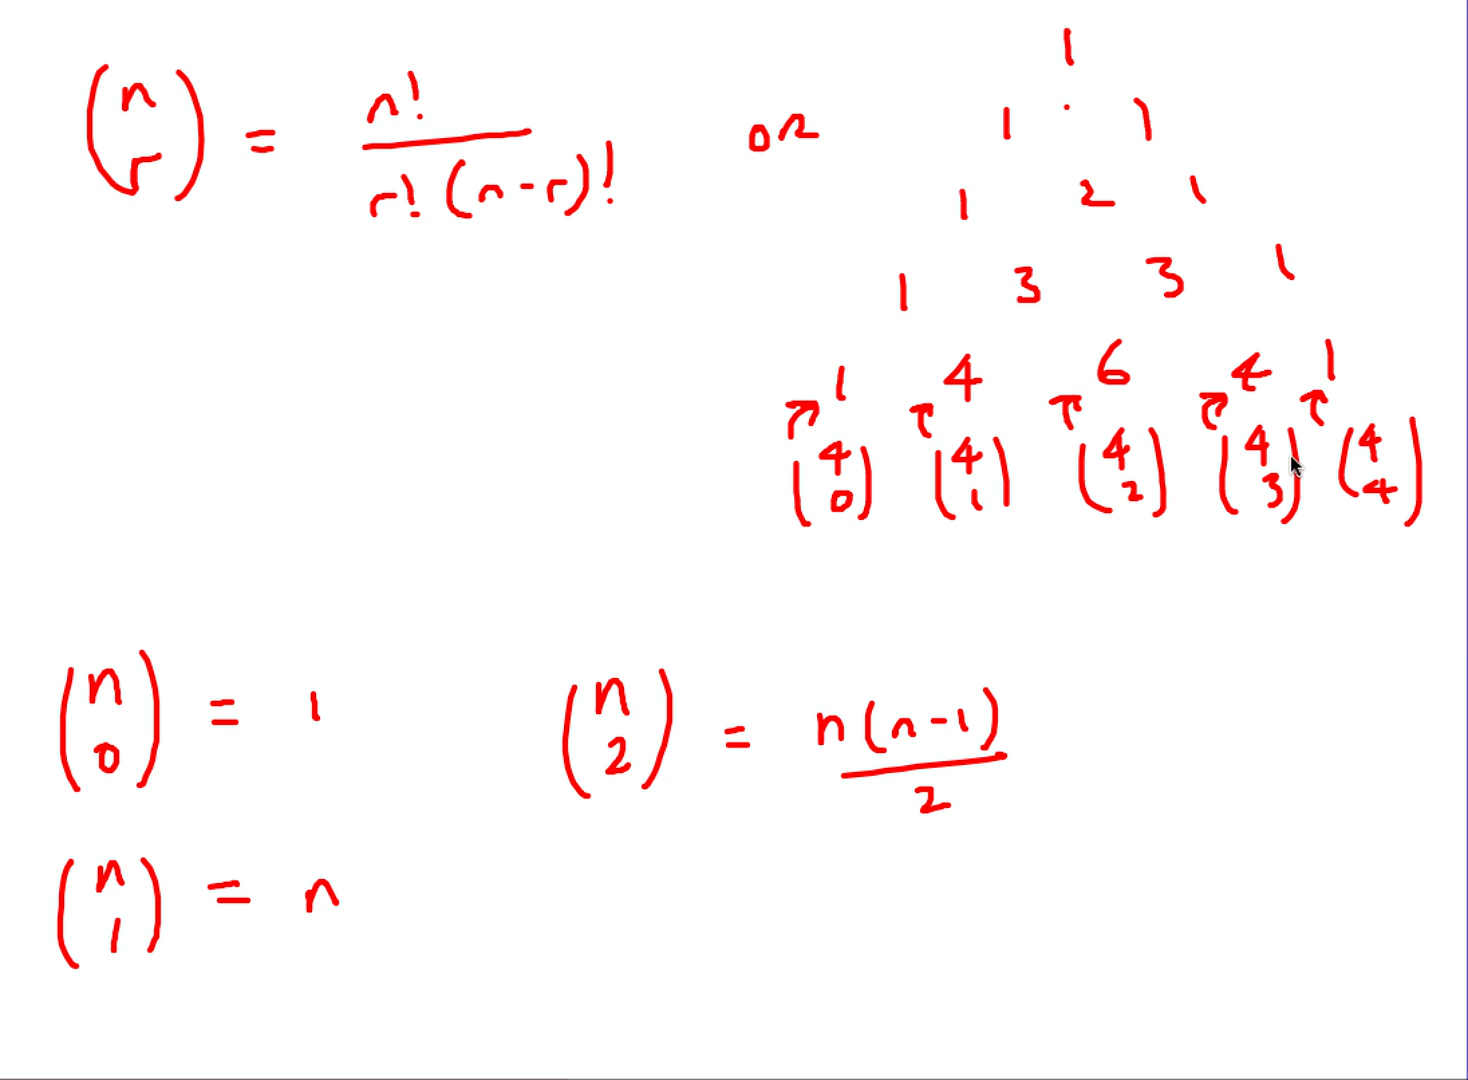 (n r) = n! / r!(n-r)! or
1
1 . 1
1 2 1
1 3 3 1
1 4 6 4 1
(4 0) (4 1) (4 2) (4 3) (4 4)
(n 0) = 1 (n 2) = n(n-1) / 2
(n 1) = n